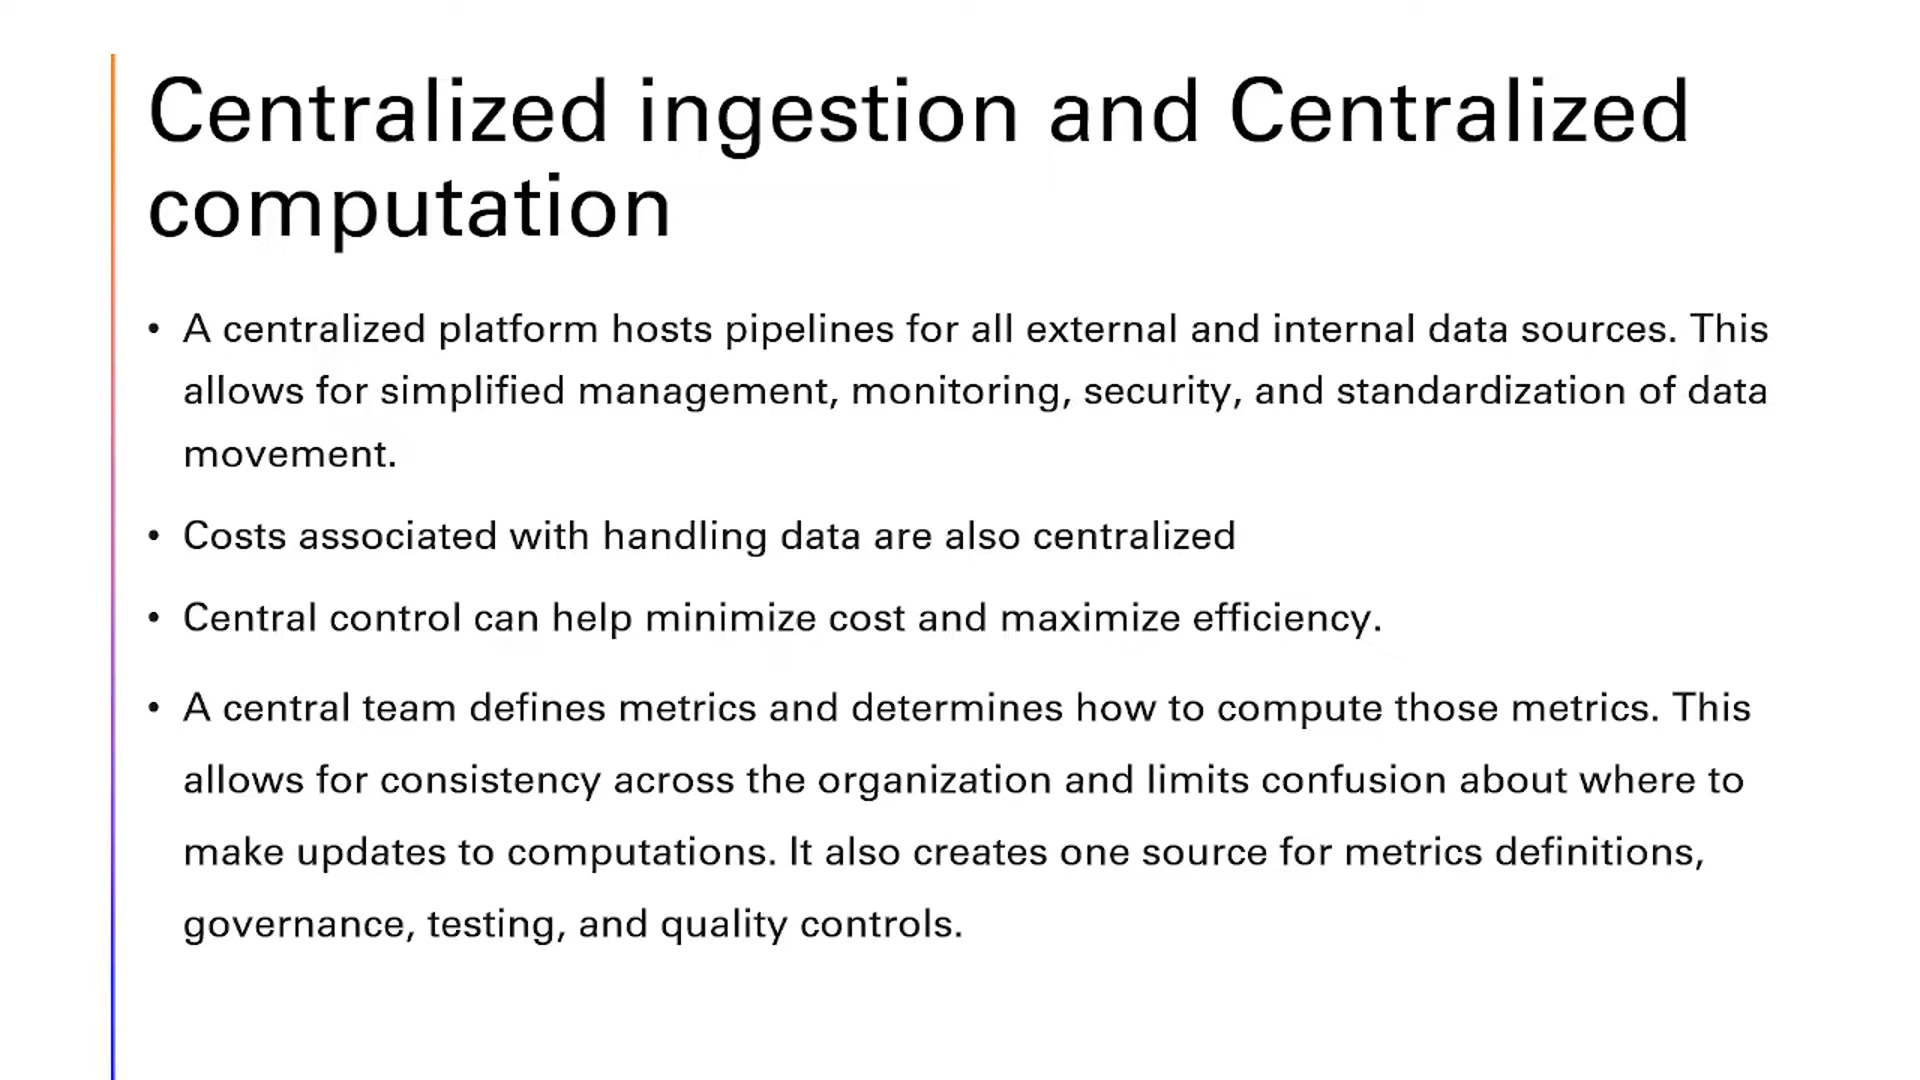 Centralized ingestion and Centralized
computation
• A centralized platform hosts pipelines for all external and internal data sources. This
allows for simplified management, monitoring, security, and standardization of data
movement.
• Costs associated with handling data are also centralized
• Central control can help minimize cost and maximize efficiency.
• A central team defines metrics and determines how to compute those metrics. This
allows for consistency across the organization and limits confusion about where to
make updates to computations. It also creates one source for metrics definitions,
governance, testing, and quality controls.